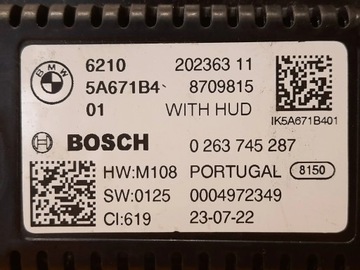 BMW
6210 202363 11
5A671B4 8709815
01 WITH HUD
IK5A671B401
BOSCH 0 263 745 287
HW:M108 PORTUGAL 8150
SW:0125 0004972349
CI:619 23-07-22